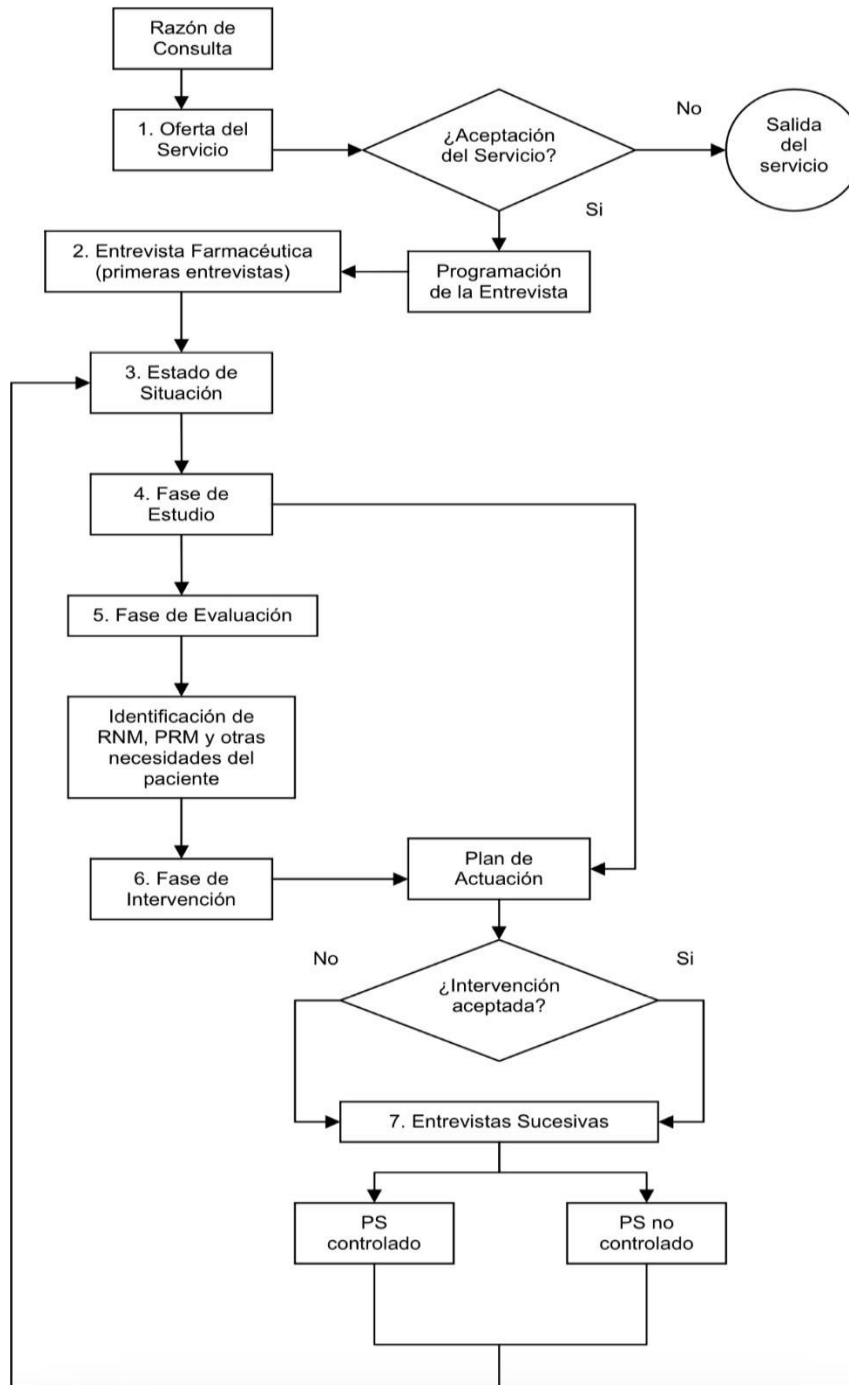 Razón de
Consulta
1. Oferta del
Servicio
¿Aceptación
del Servicio?
No
Salida
del
servicio
Si
2. Entrevista Farmacéutica
(primeras entrevistas)
Programación
de la Entrevista
3. Estado de
Situación
4. Fase de
Estudio
5. Fase de Evaluación
Identificación de
RNM, PRM y otras
necesidades del
paciente
6. Fase de
Intervención
Plan de
Actuación
No
Si
¿Intervención
aceptada?
7. Entrevistas Sucesivas
PS
controlado
PS no
controlado